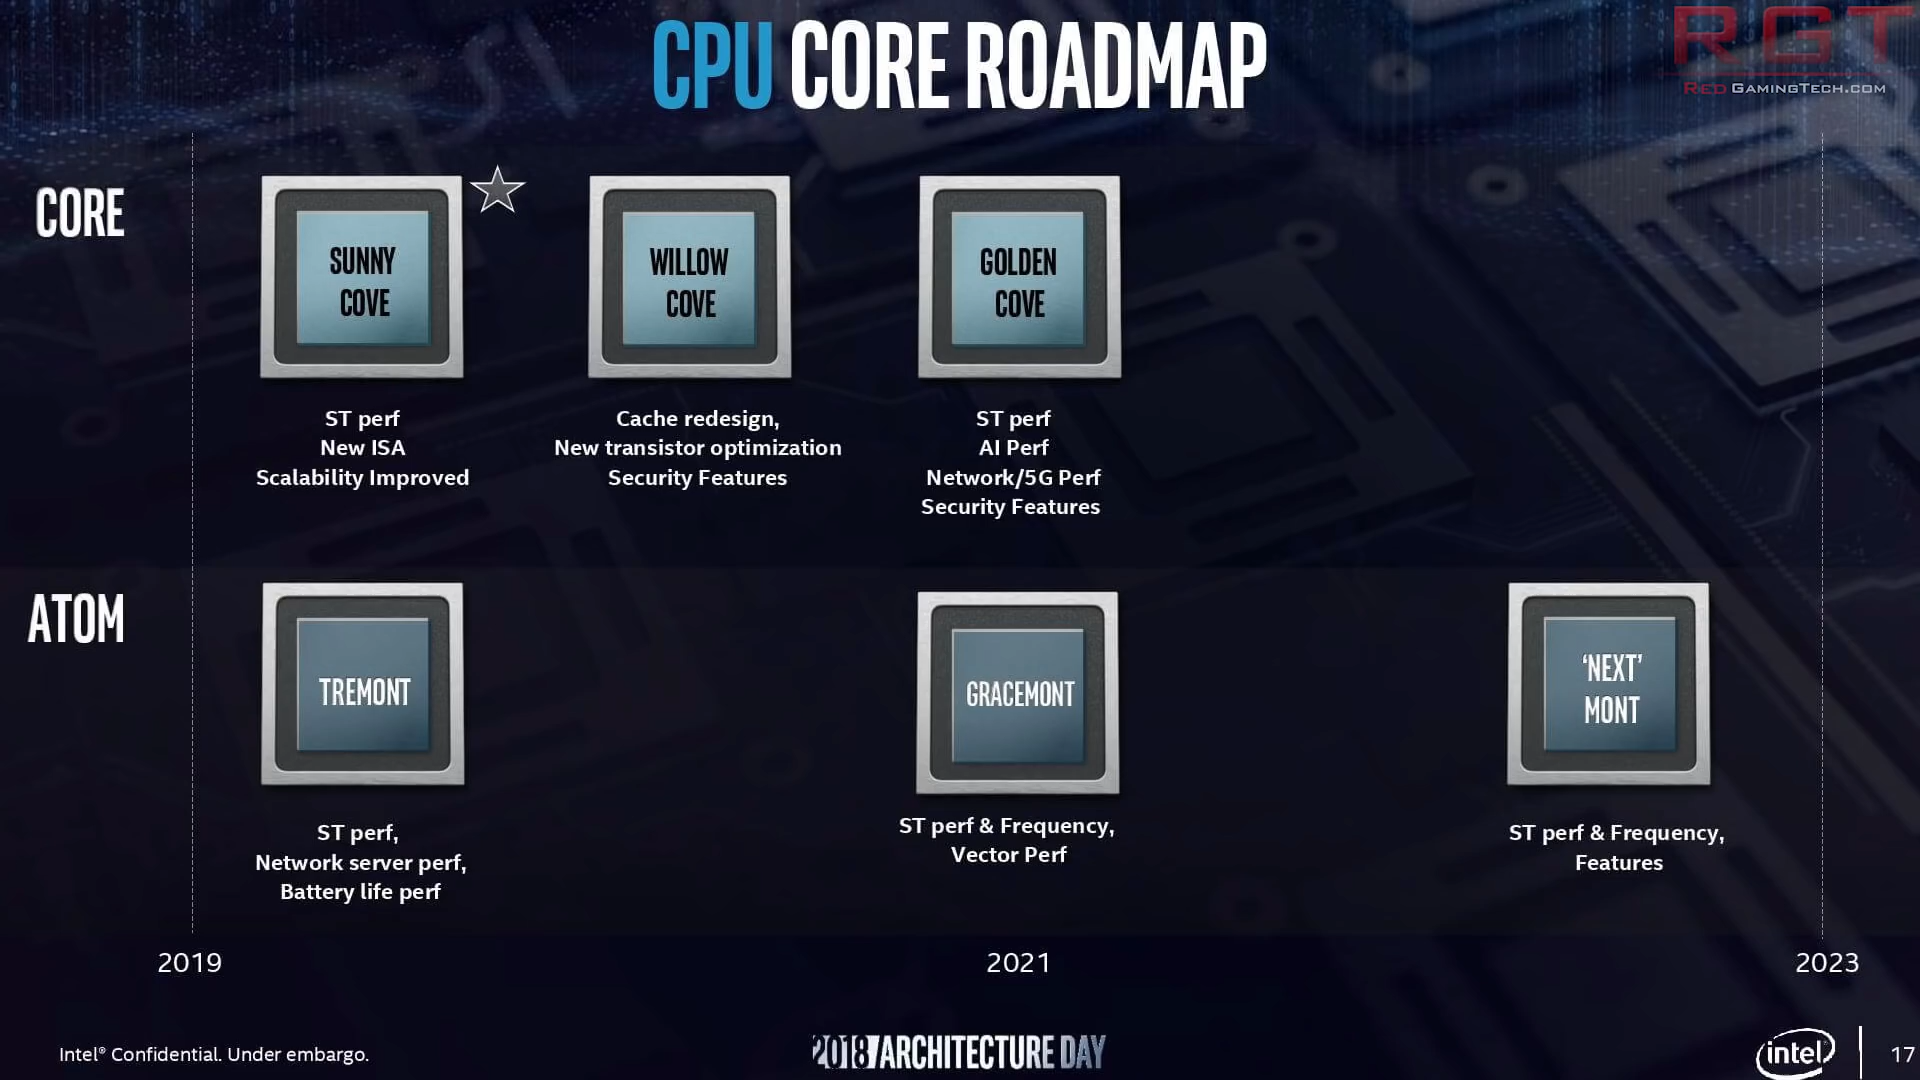 CPU CORE ROADMAP
RGT
RED GAMINGTECH.COM
CORE
SUNNY
COVE
WILLOW
COVE
GOLDEN
COVE
ST perf
New ISA
Scalability Improved
Cache redesign,
New transistor optimization
Security Features
ST perf
AI Perf
Network/5G Perf
Security Features
ATOM
TREMONT
GRACEMONT
‘NEXT’
MONT
ST perf,
Network server perf,
Battery life perf
ST perf & Frequency,
Vector Perf
ST perf & Frequency,
Features
2019
2021
2023
Intel® Confidential. Under embargo.
2018 ARCHITECTURE DAY
intel
17